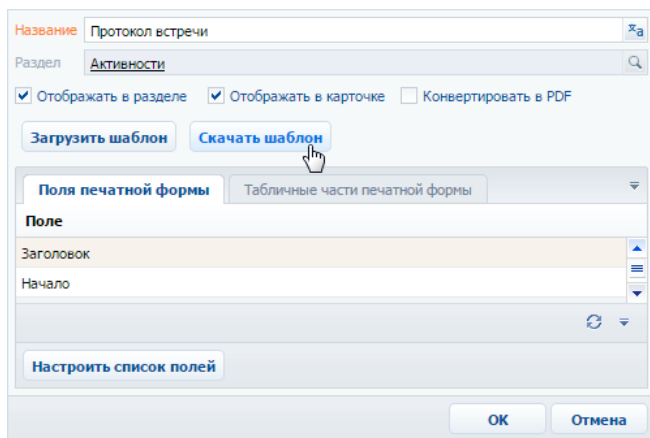 Название Протокол встречи
Раздел Активности
Отображать в разделе Отображать в карточке Конвертировать в PDF
Загрузить шаблон Скачать шаблон
Поля печатной формы Табличные части печатной формы
Поле
Заголовок
Начало
Настроить список полей
ОК Отмена